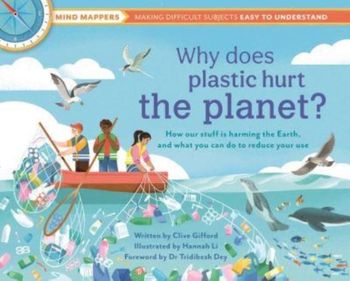 MIND MAPPERS MAKING DIFFICULT SUBJECTS EASY TO UNDERSTAND
Why does
plastic hurt
the planet?
How our stuff is harming the Earth,
and what you can do to reduce your use
Written by Clive Gifford
Illustrated by Hannah Li
Foreword by Dr Tridibesh Dey